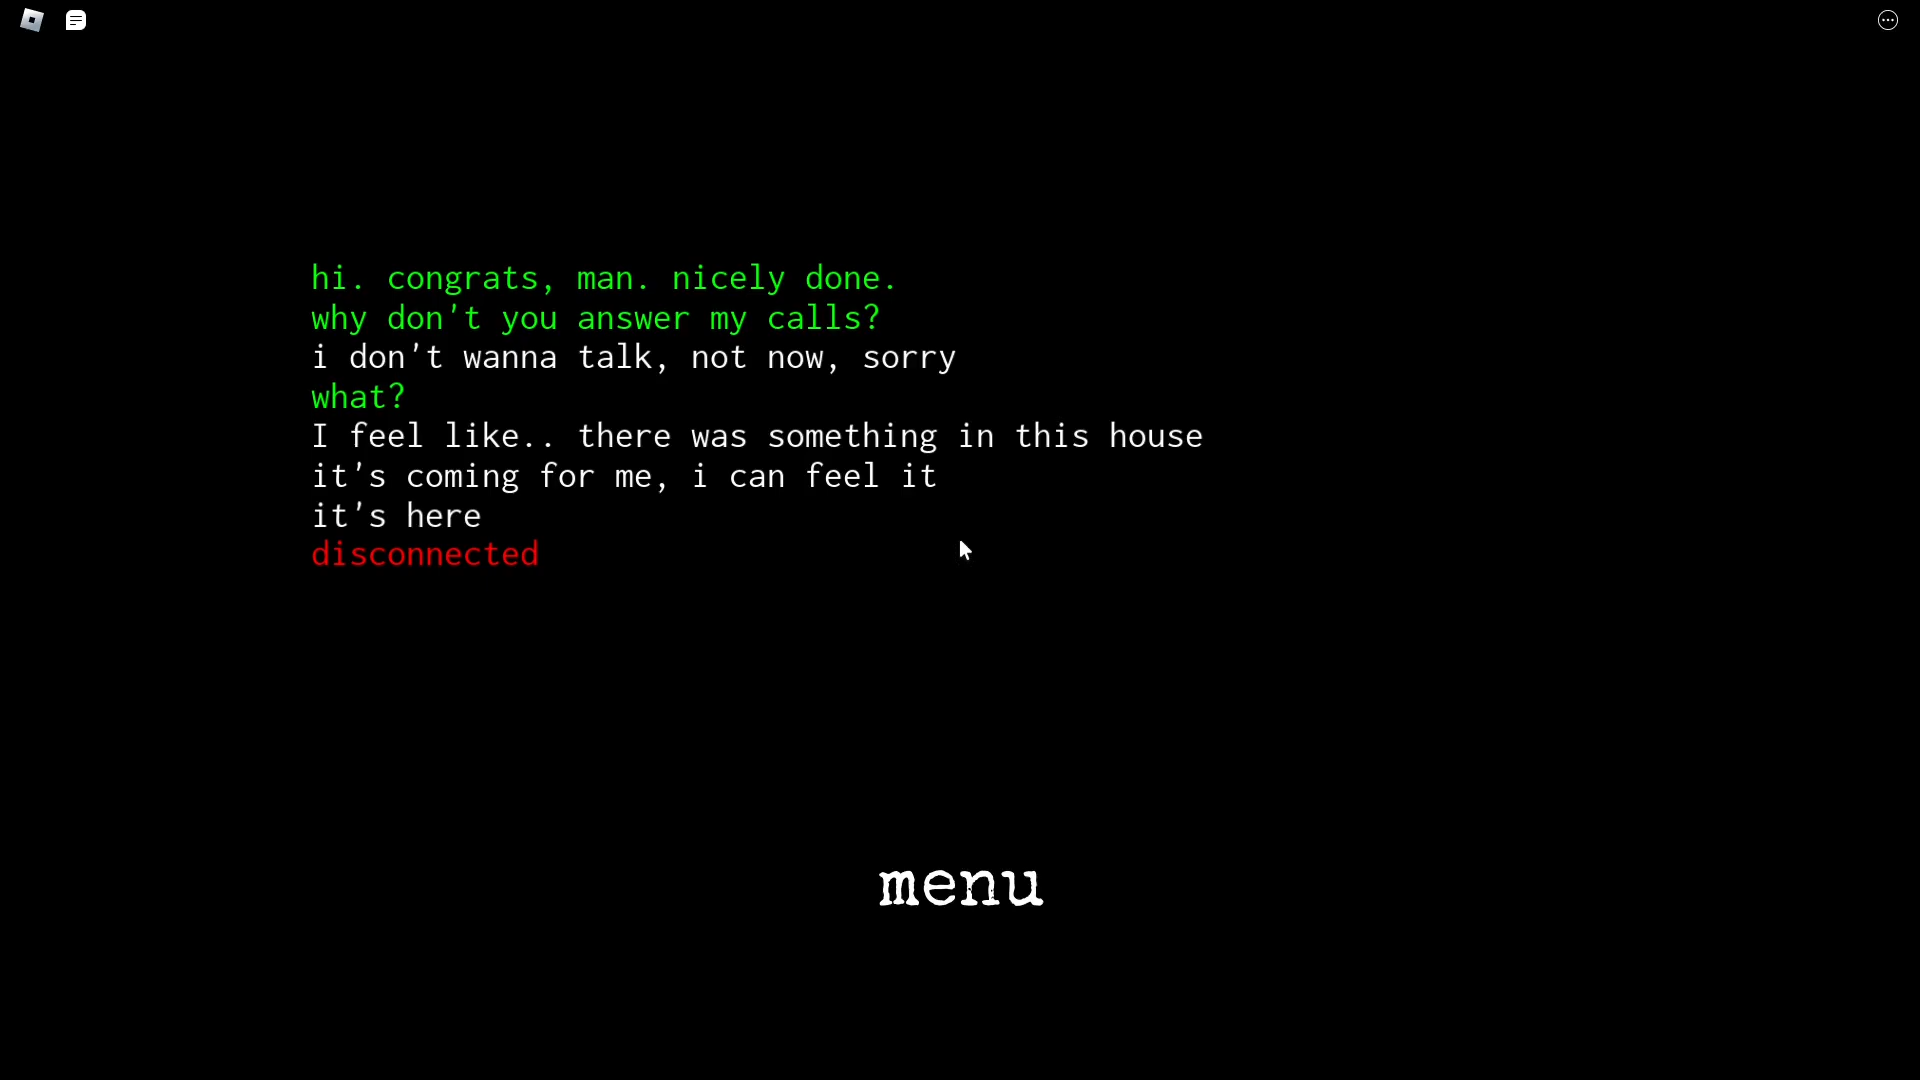 hi. congrats, man. nicely done.
why don't you answer my calls?
i don't wanna talk, not now, sorry
what?
I feel like.. there was something in this house
it's coming for me, i can feel it
it's here
disconnected
menu